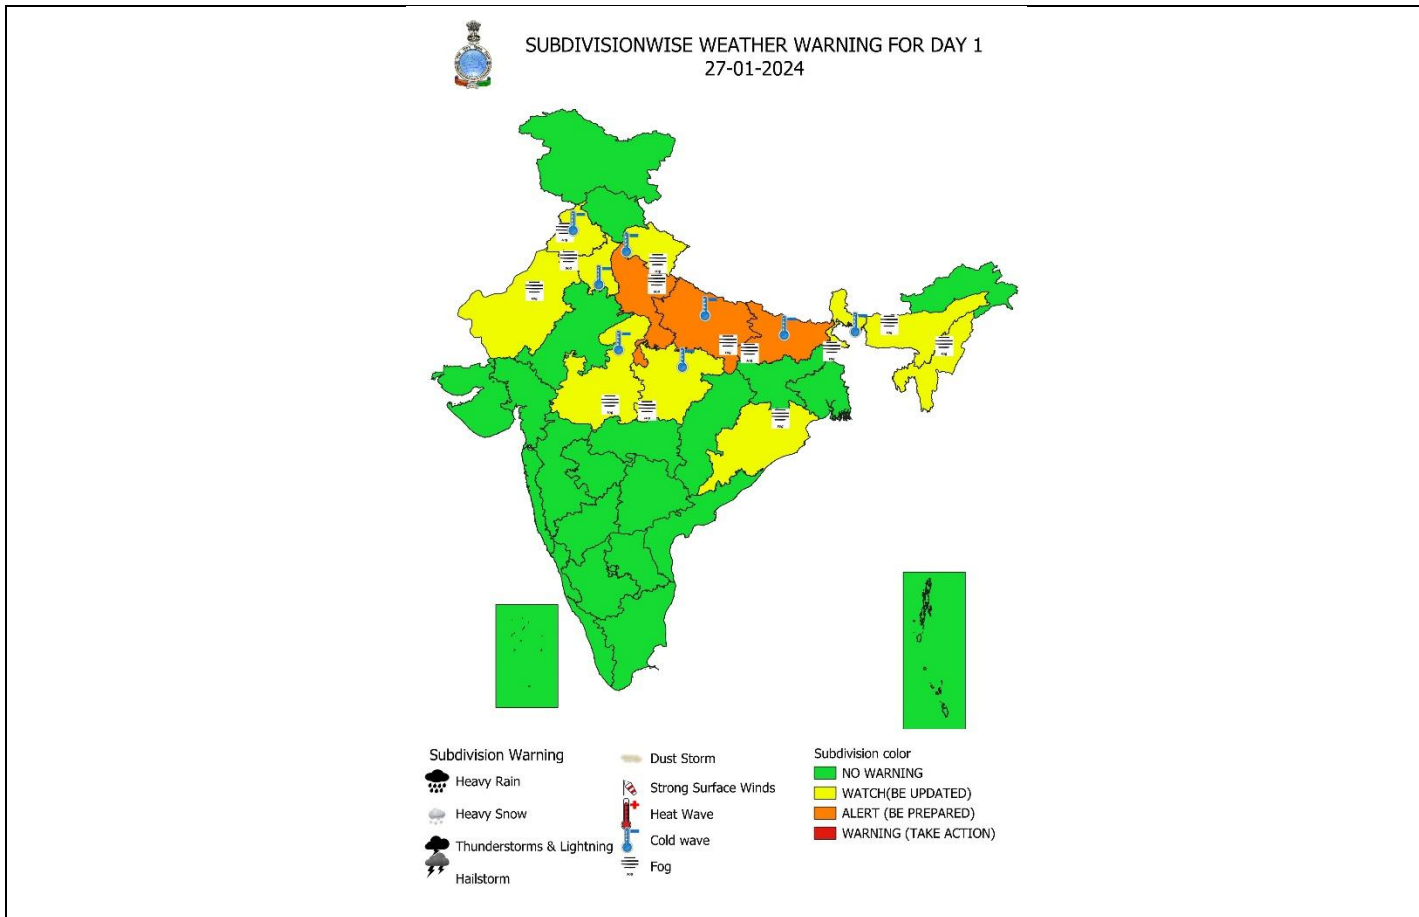 SUBDIVISIONWISE WEATHER WARNING FOR DAY 1
27-01-2024
Subdivision Warning
Heavy Rain
Heavy Snow
Thunderstorms & Lightning
Hailstorm
Dust Storm
Strong Surface Winds
Heat Wave
Cold wave
Fog
Subdivision color
NO WARNING
WATCH(BE UPDATED)
ALERT (BE PREPARED)
WARNING (TAKE ACTION)